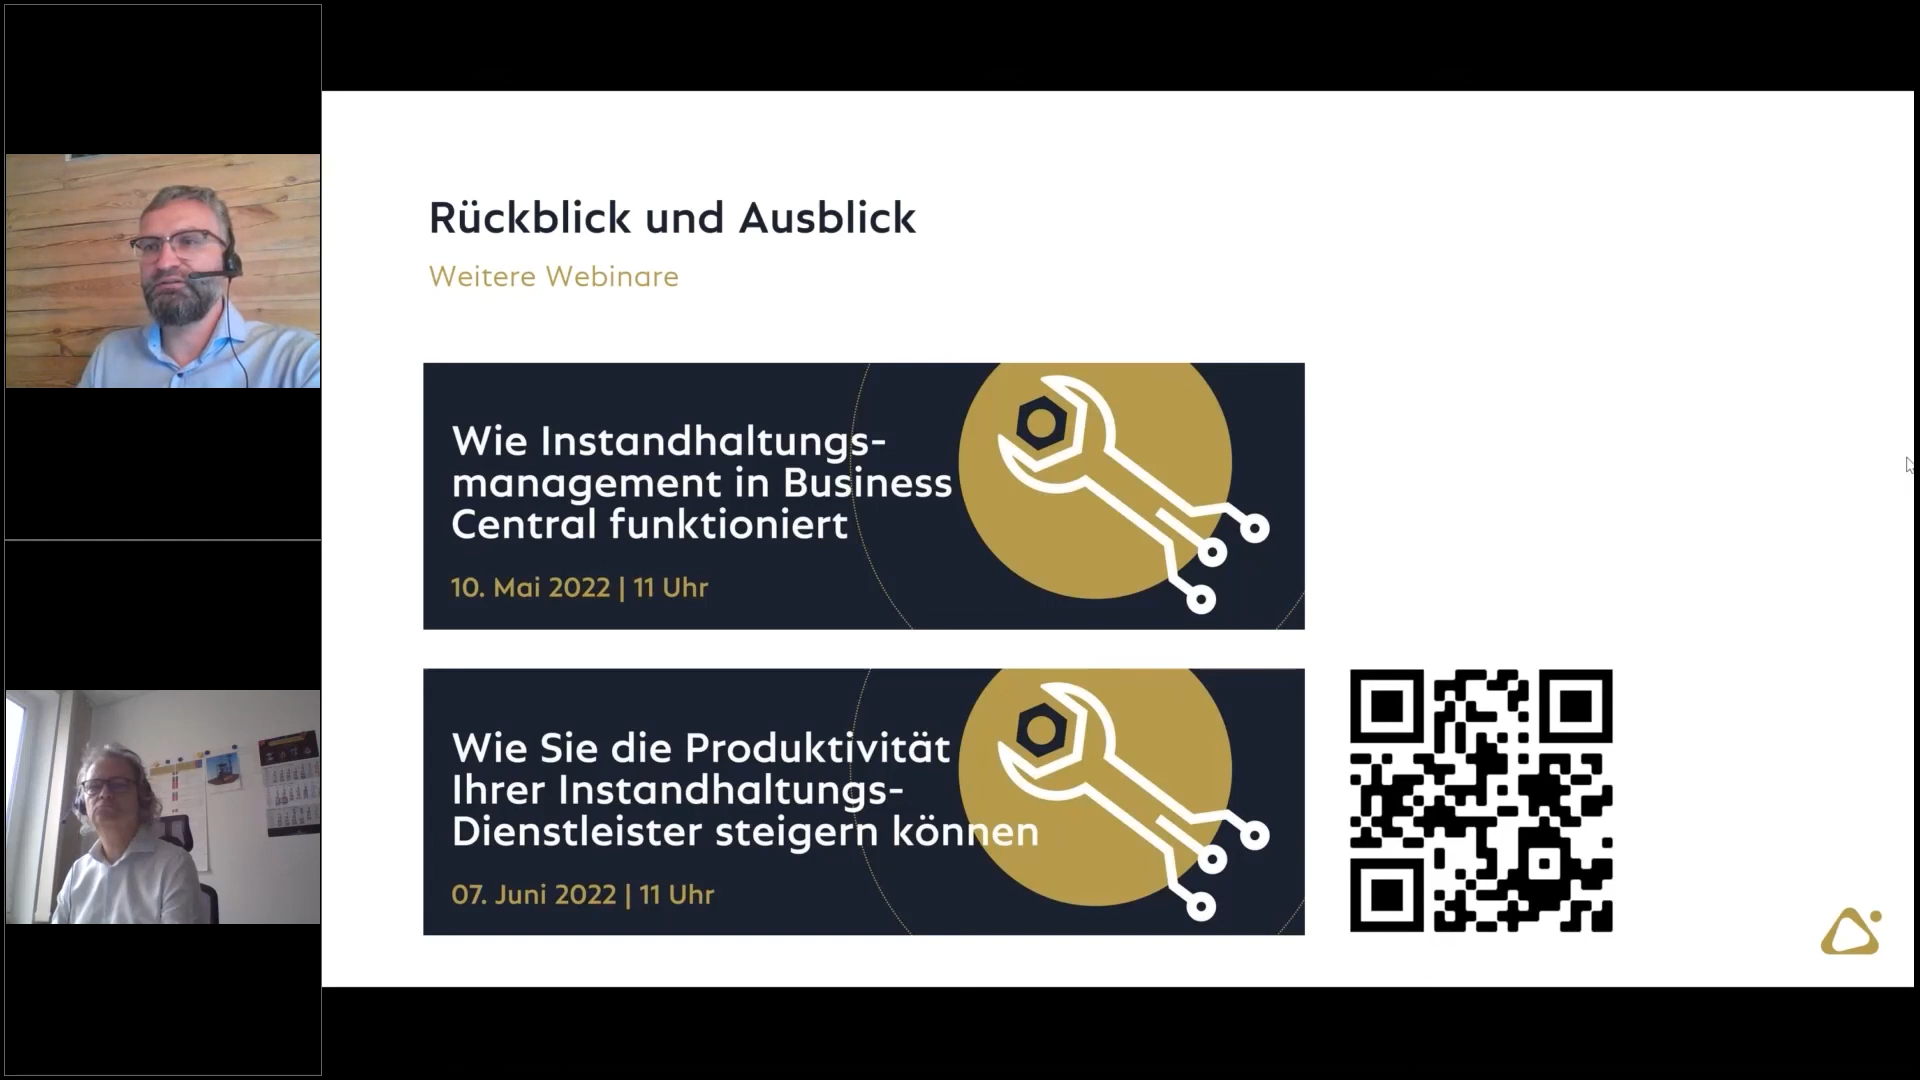 Rückblick und Ausblick
Weitere Webinare
Wie Instandhaltungs-
management in Business
Central funktioniert
10. Mai 2022 | 11 Uhr
Wie Sie die Produktivität
Ihrer Instandhaltungs-
Dienstleister steigern können
07. Juni 2022 | 11 Uhr